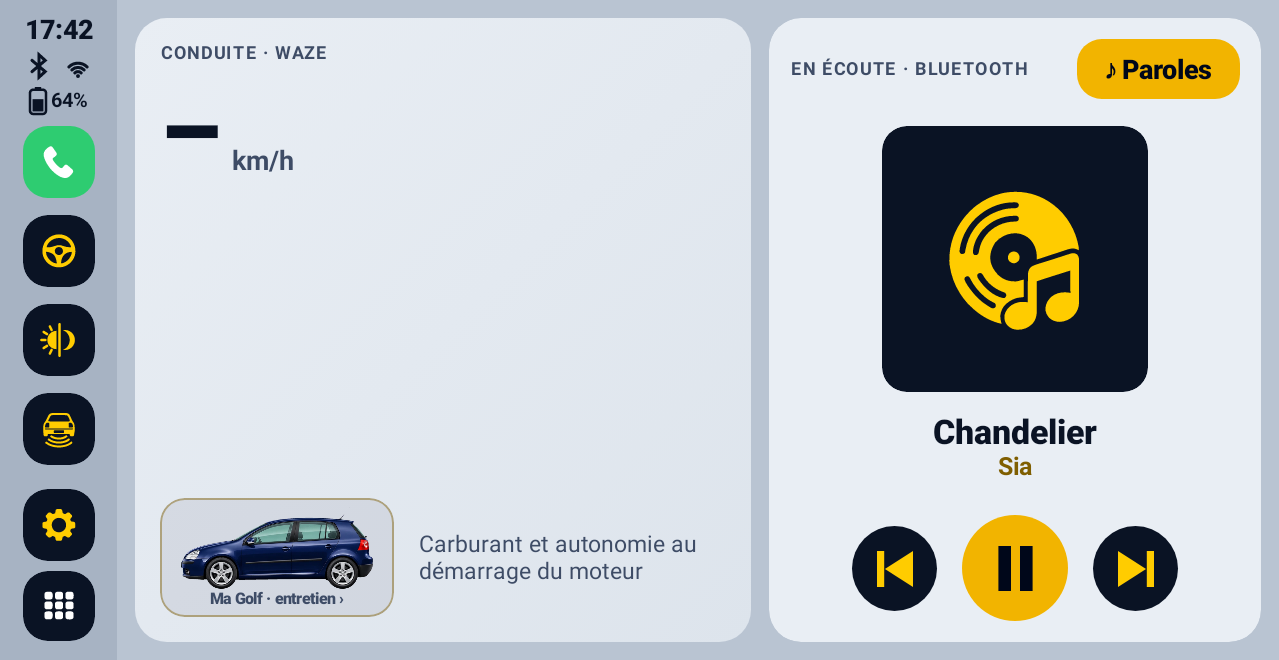 17:42
64%
CONDUITE · WAZE
km/h
Carburant et autonomie au
démarrage du moteur
Ma Golf · entretien ›
EN ÉCOUTE · BLUETOOTH
♪ Paroles
Chandelier
Sia